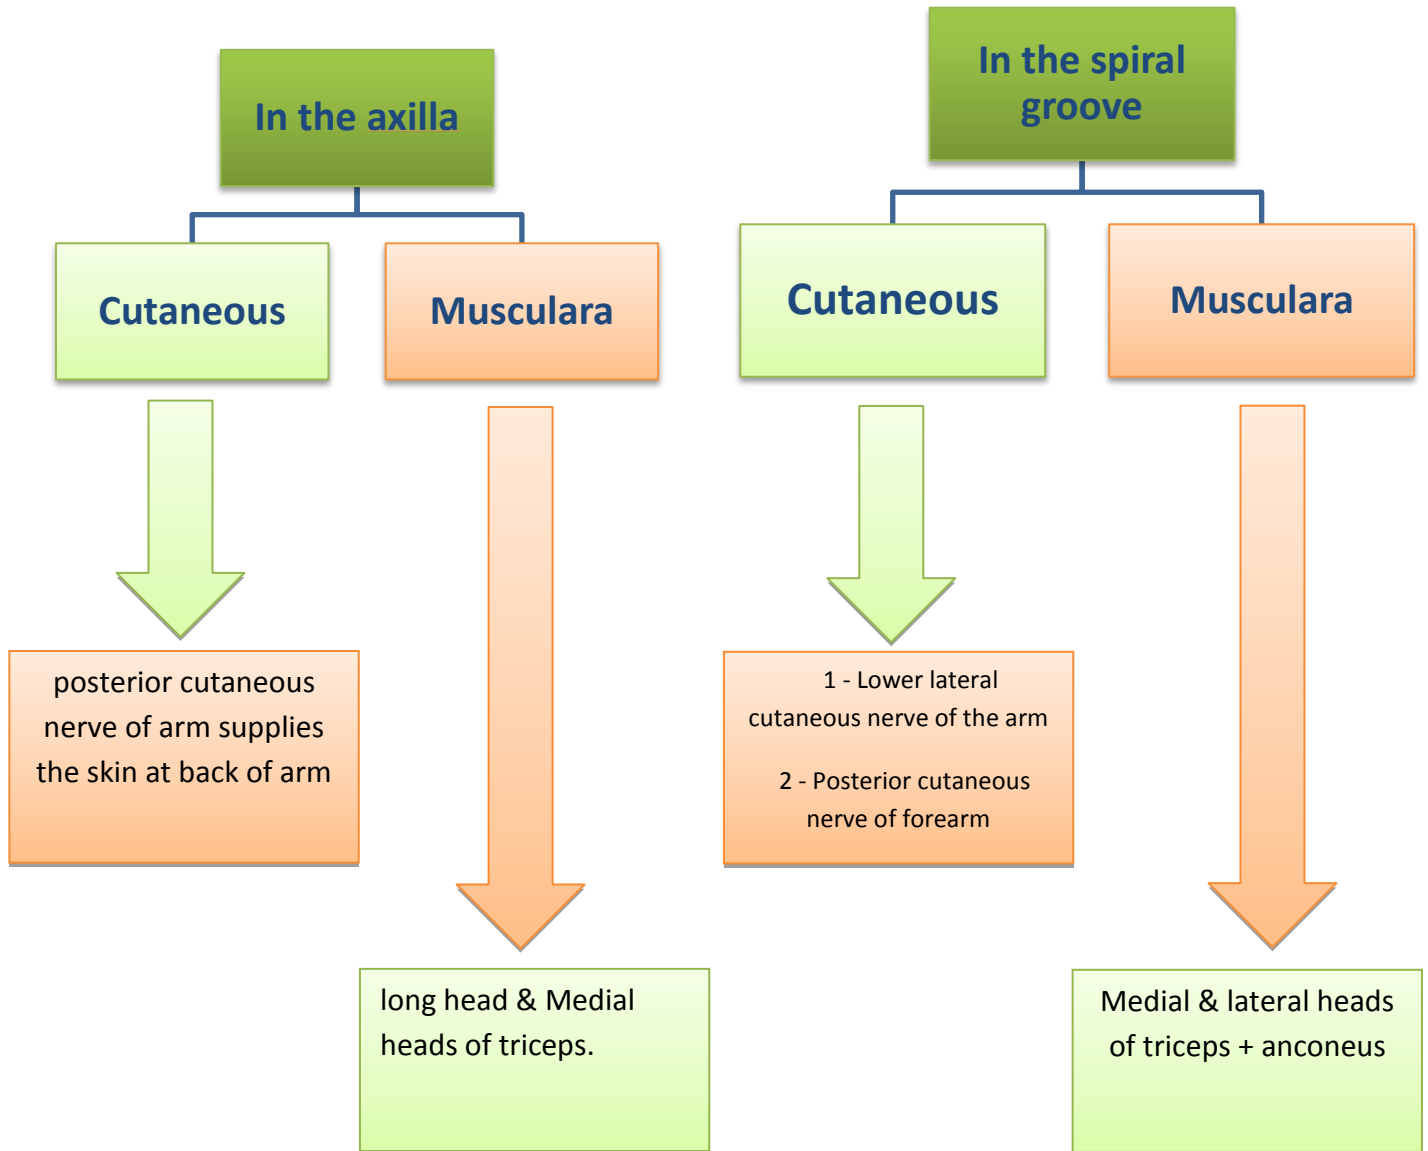 In the axilla
Cutaneous
Musculara
posterior cutaneous
nerve of arm supplies
the skin at back of arm
long head & Medial
heads of triceps.
In the spiral
groove
Cutaneous
Musculara
1 - Lower lateral
cutaneous nerve of the arm
2 - Posterior cutaneous
nerve of forearm
Medial & lateral heads
of triceps + anconeus